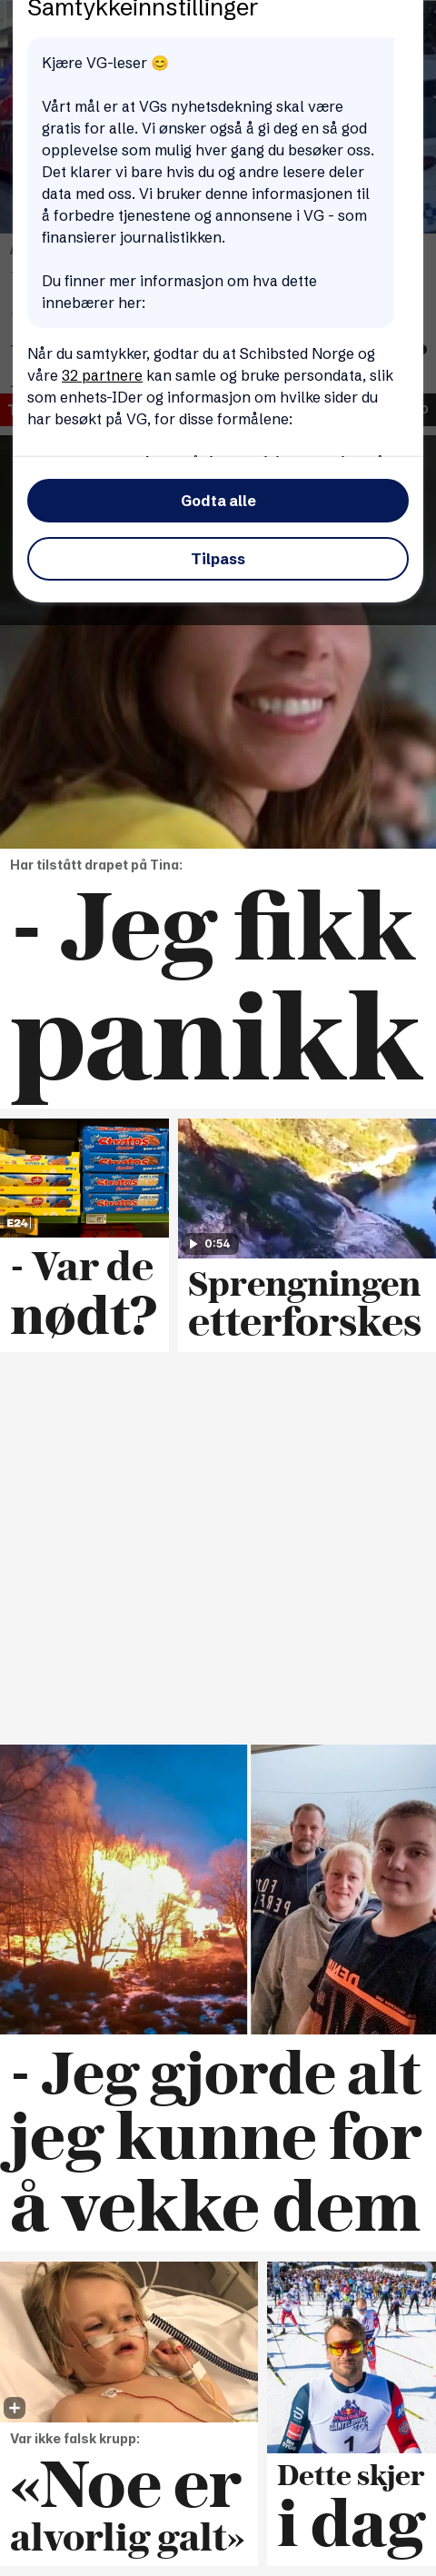 Samtykkeinnstillinger
Kjære VG-leser 😊
Vårt mål er at VGs nyhetsdekning skal være
gratis for alle. Vi ønsker også å gi deg en så god
opplevelse som mulig hver gang du besøker oss.
Det klarer vi bare hvis du og andre lesere deler
data med oss. Vi bruker denne informasjonen til
å forbedre tjenestene og annonsene i VG - som
finansierer journalistikken.
Du finner mer informasjon om hva dette
innebærer her:
Når du samtykker, godtar du at Schibsted Norge og
våre 32 partnere kan samle og bruke persondata, slik
som enhets-IDer og informasjon om hvilke sider du
har besøkt på VG, for disse formålene:
Godta alle
Tilpass
Har tilstått drapet på Tina:
- Jeg fikk
panikk
Stratos
Stratos
E24
- Var de
nødt?
0:54
Sprengningen
etterforskes
- Jeg gjorde alt
jeg kunne for
å vekke dem
Var ikke falsk krupp:
«Noe er
alvorlig galt»
1
Dette skjer
i dag